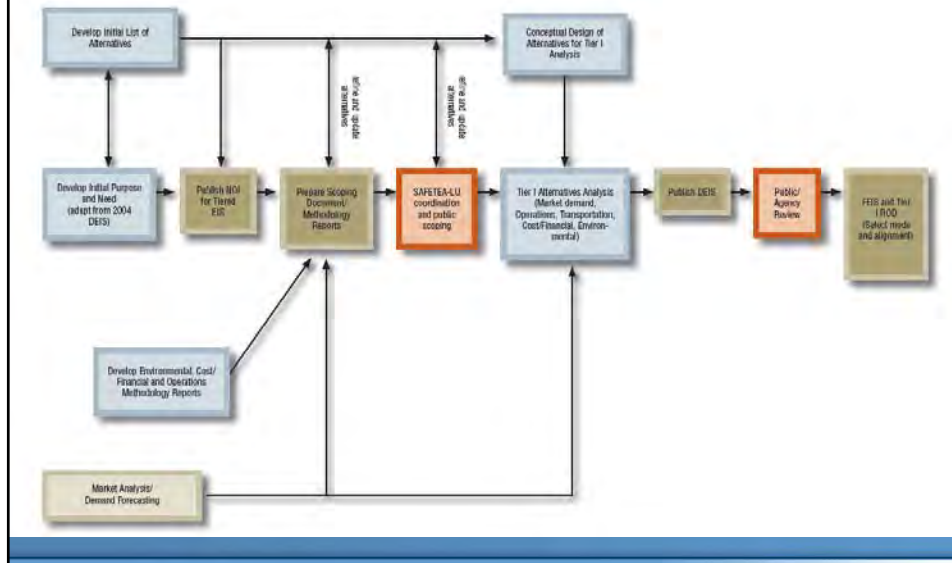 Develop Initial List of
Alternatives
Conceptual Design of
Alternatives for Tier I
Analysis
refine and update
alternatives
refine and update
alternatives
Develop Initial Purpose
and Need
(adapt from 2004
DEIS)
Publish NOI
for Tiered
EIS
Prepare Scoping
Document/
Methodology
Reports
SAFETEA-LU
coordination
and public
scoping
Tier I Alternatives Analysis
(Market demand,
Operations, Transportation,
Cost/Financial, Environ-
mental)
Publish DEIS
Public/
Agency
Review
FEIS and Tier
I ROD
(Select mode
and alignment)
Develop Environmental, Cost/
Financial and Operations
Methodology Reports
Market Analysis/
Demand Forecasting